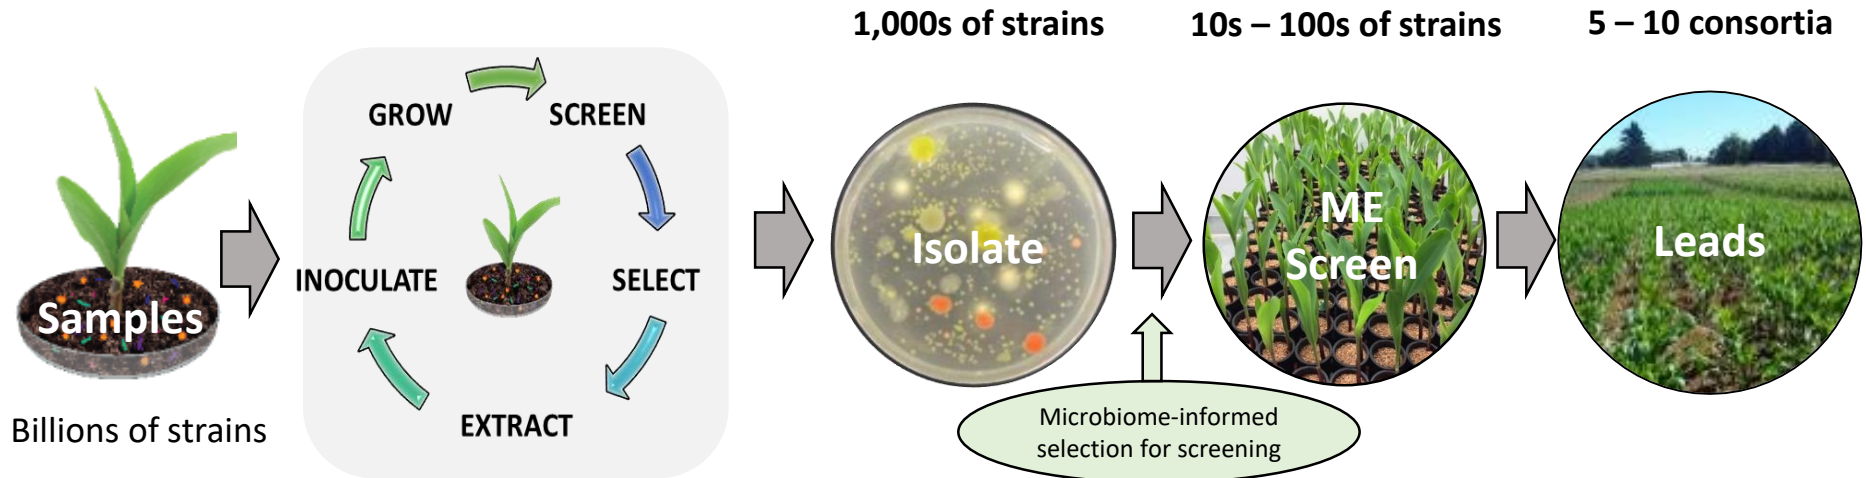 1,000s of strains
10s – 100s of strains
5 – 10 consortia
GROW
SCREEN
INOCULATE
SELECT
EXTRACT
Samples
Billions of strains
Isolate
ME
Screen
Leads
Microbiome-informed
selection for screening